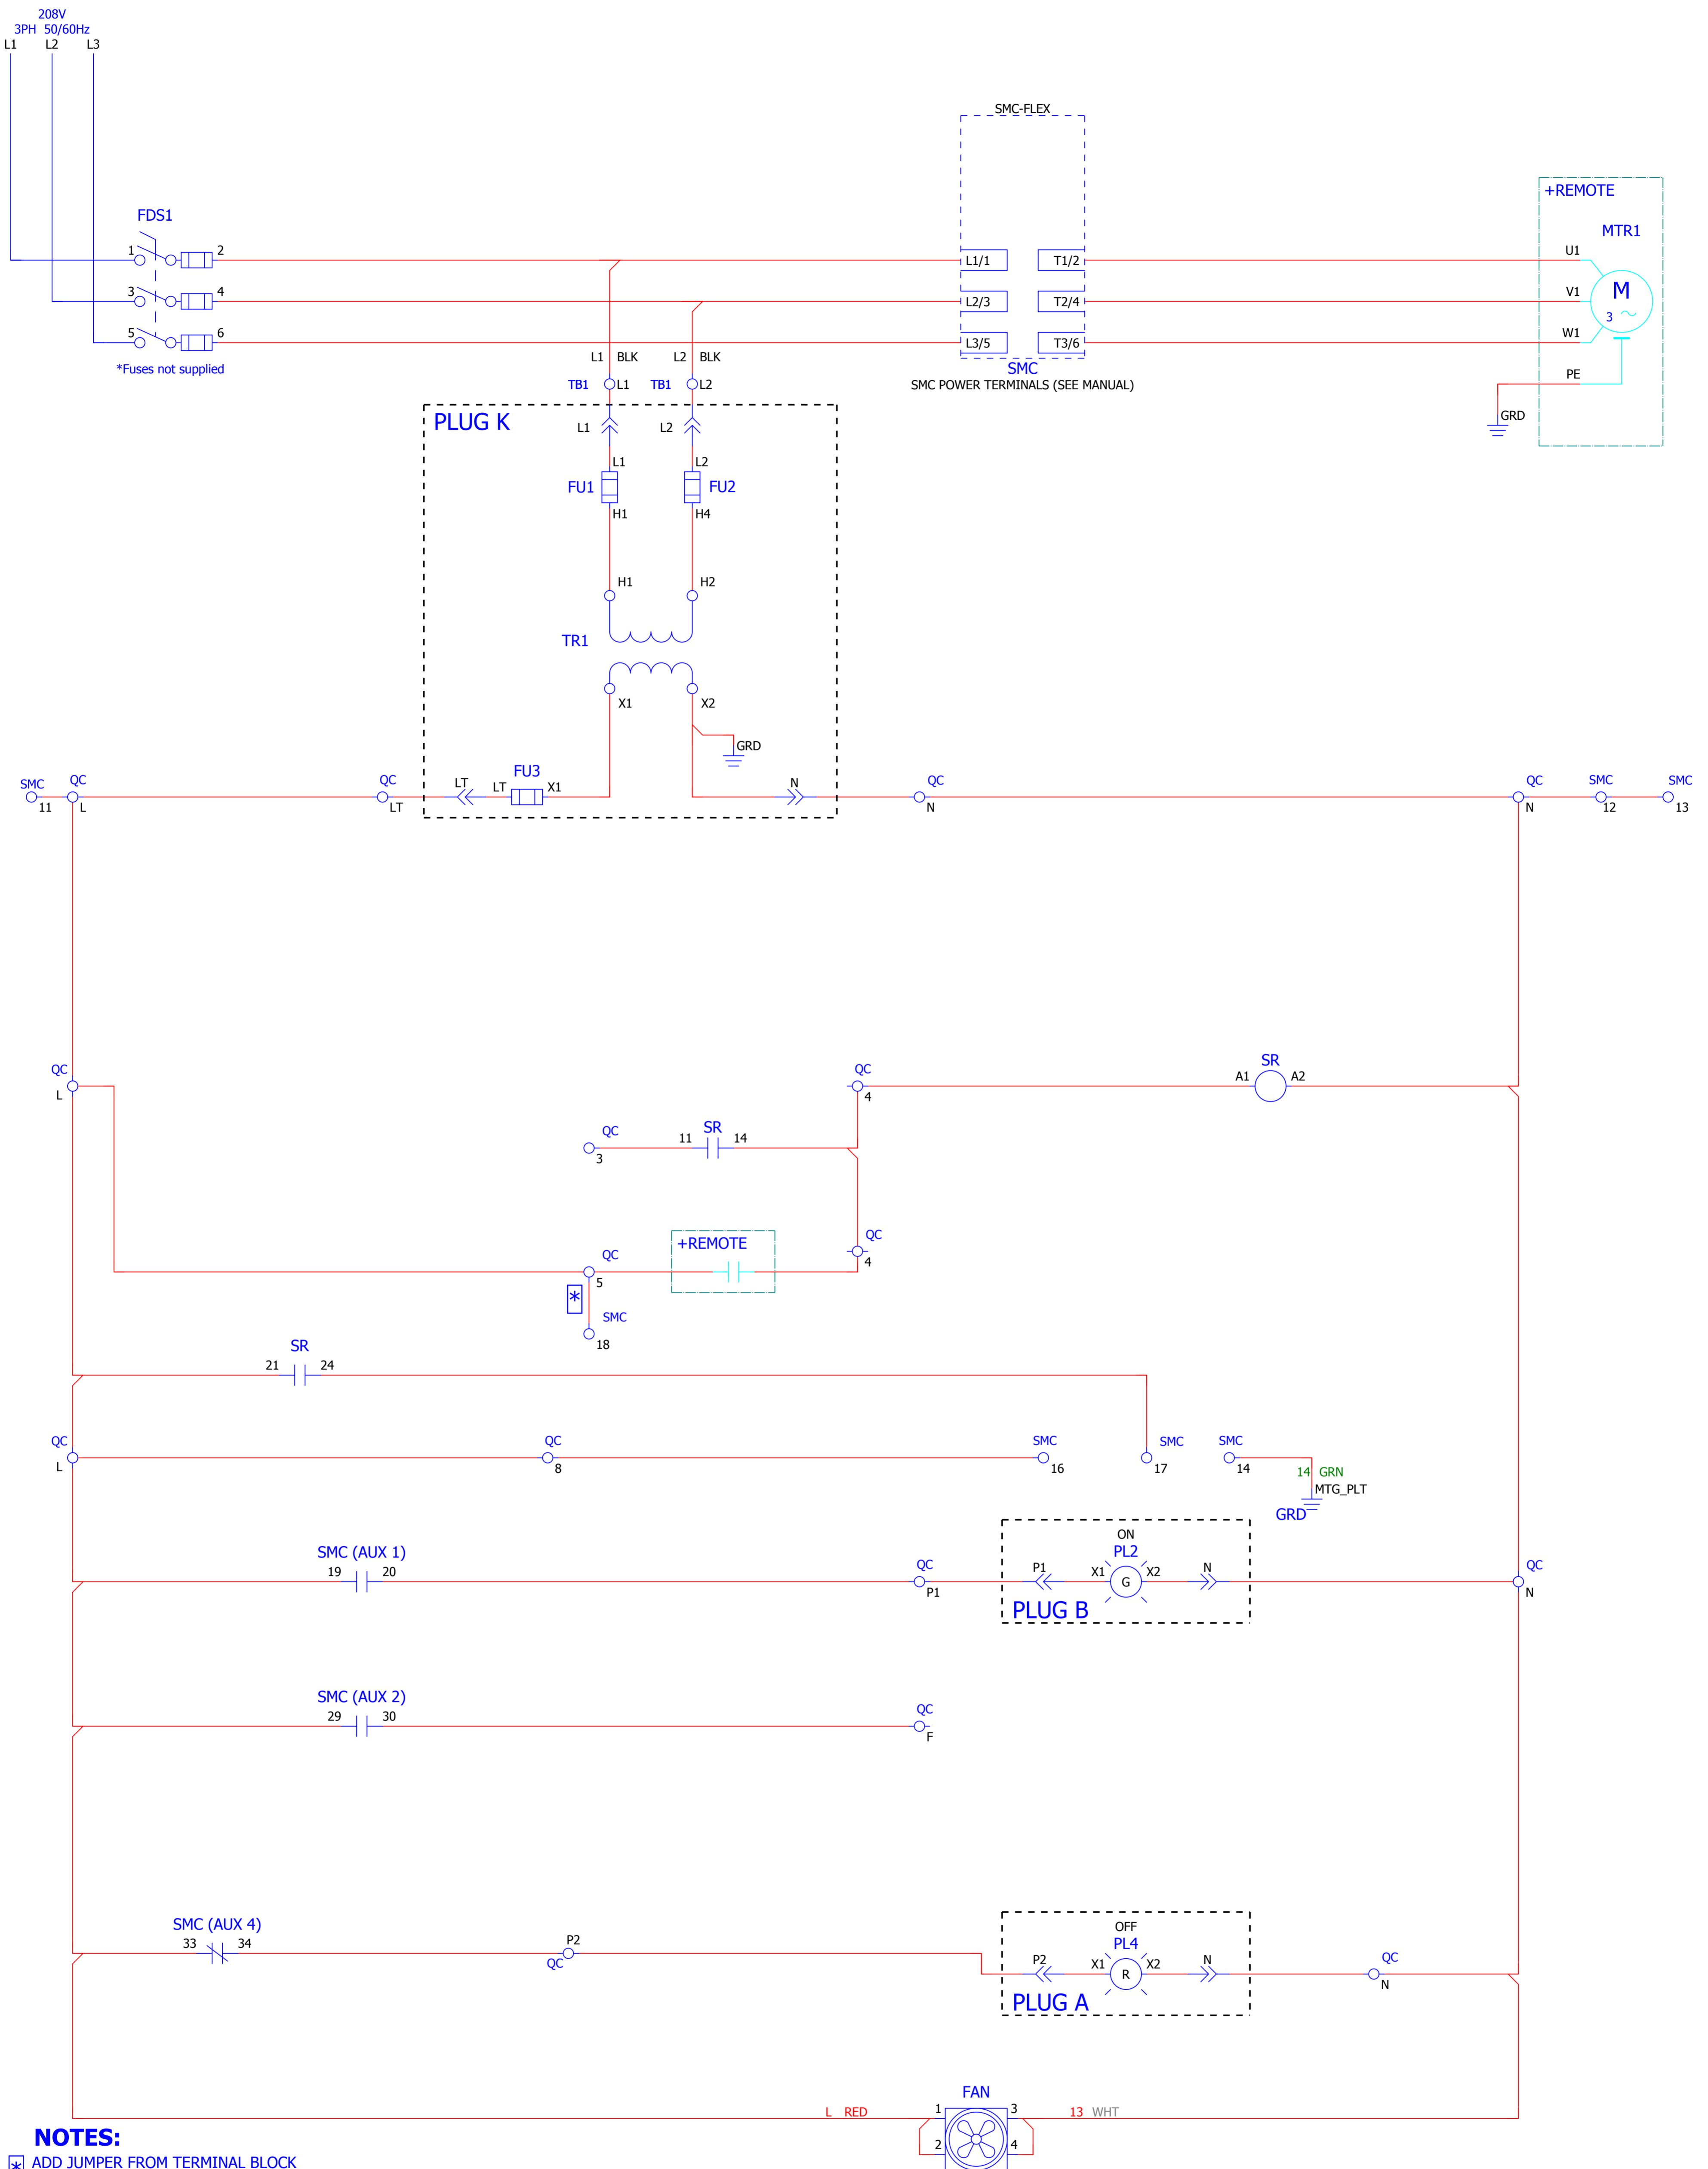 208V
3PH 50/60Hz
L1 L2 L3
SMC-FLEX
+REMOTE
FDS1
MTR1
1 2 L1/1 T1/2 U1
3 4 L2/3 T2/4 V1 M
3
5 6 L3/5 T3/6 W1
*Fuses not supplied
L1 BLK L2 BLK
SMC
SMC POWER TERMINALS (SEE MANUAL)
PE
TB1 L1 TB1 L2
GRD
PLUG K
L1 L2
L1 L2
FU1 FU2
H1 H4
H1 H2
TR1
X1 X2
GRD
FU3
SMC QC QC LT LT X1 N QC QC SMC SMC
11 L LT N N 12 13
QC QC SR
L 4 A1 A2
QC SR
3 11 14
QC
+REMOTE
QC 4
5
*
SMC
18
SR
21 24
QC QC SMC SMC SMC
L 8 16 17 14
14 GRN
MTG_PLT
GRD
ON
SMC (AUX 1) PL2
19 20 QC P1 X1 G X2 N QC
P1 N
PLUG B
SMC (AUX 2)
29 30 QC
F
SMC (AUX 4)
33 34 P2
QC
OFF
PL4
P2 X1 R X2 N QC
N
PLUG A
FAN
L RED 1 3 13 WHT
2 4
NOTES:
* ADD JUMPER FROM TERMINAL BLOCK